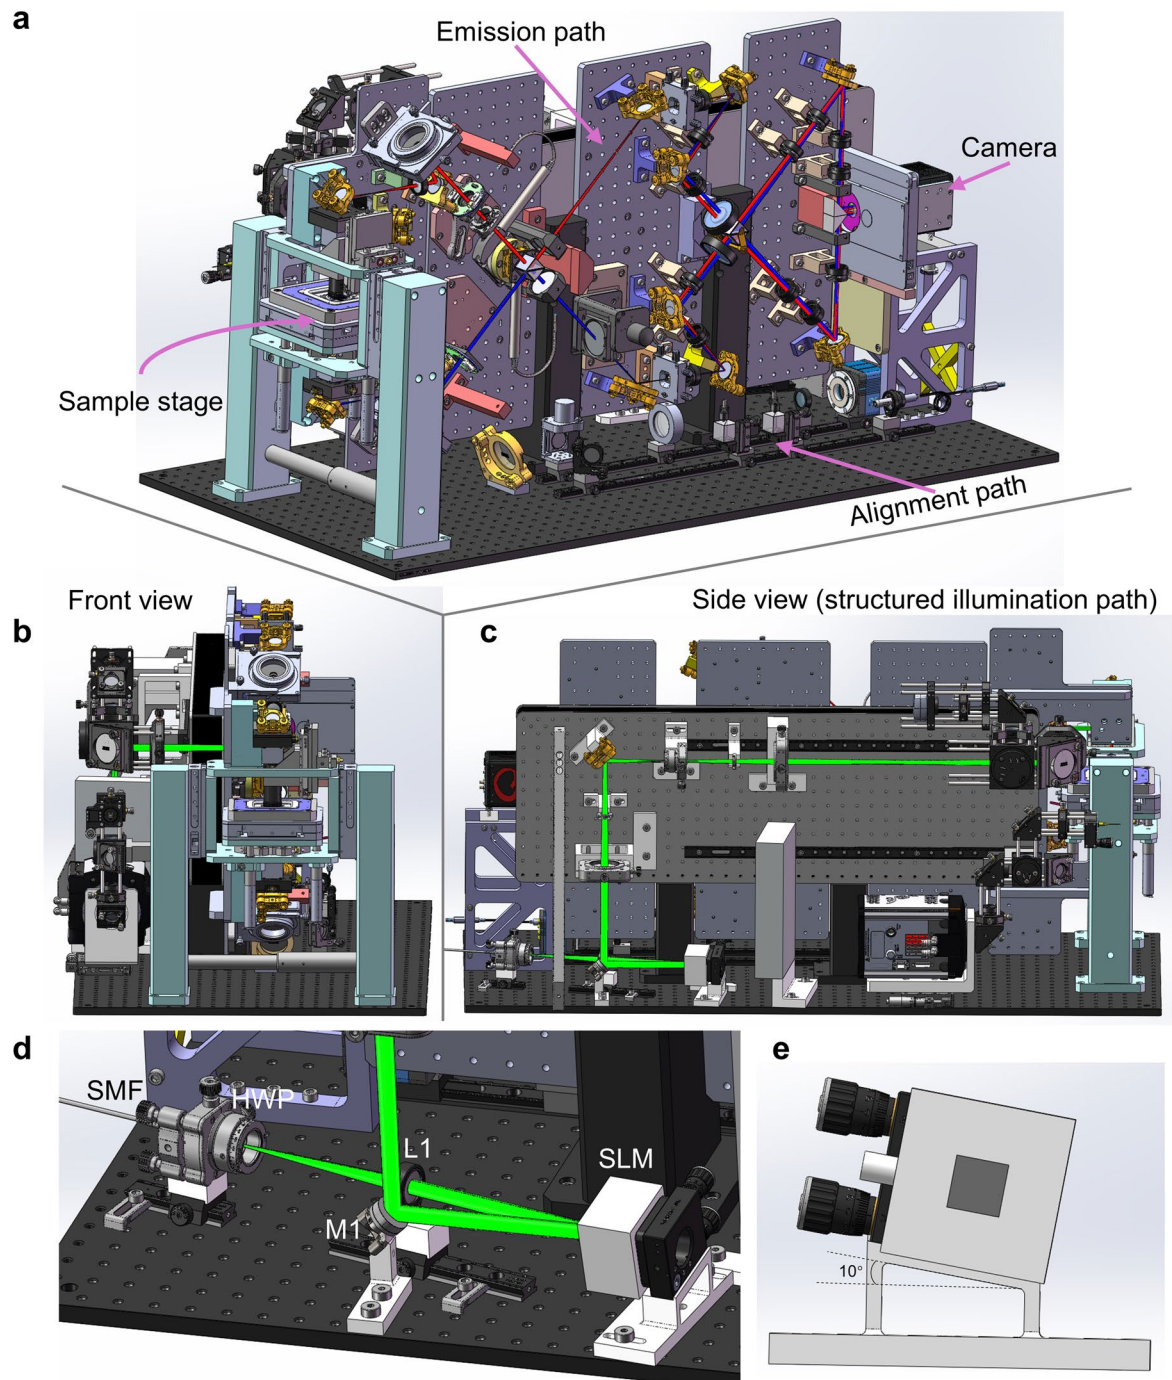 a
Emission path
Camera
Sample stage
Alignment path
Front view
Side view (structured illumination path)
b
c
d
SMF
HWP
L1
SLM
M1
e
10°